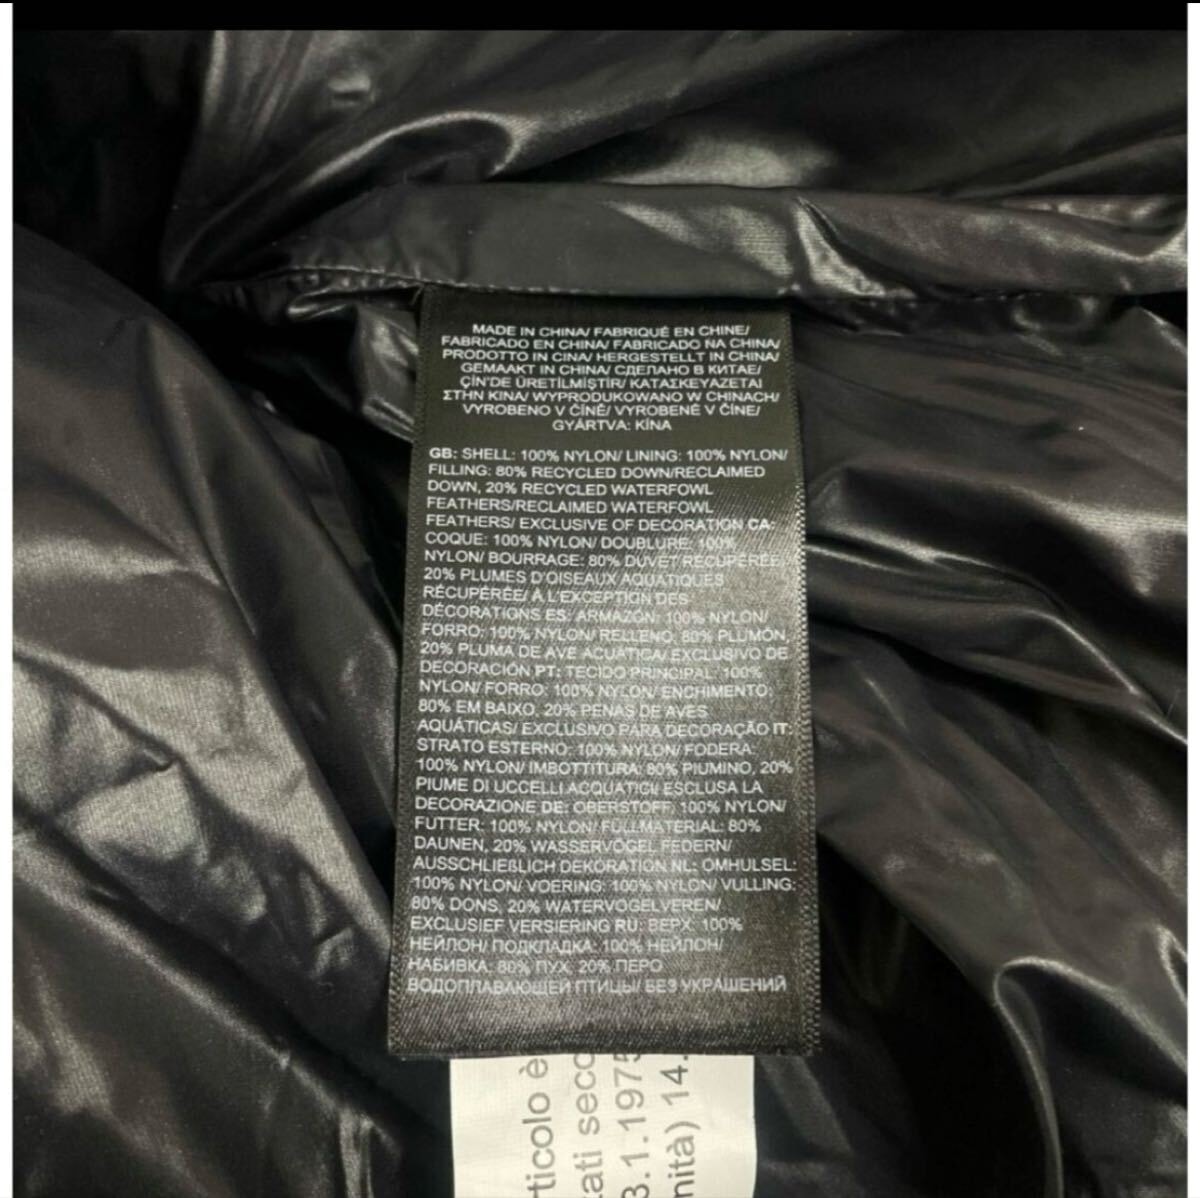 MADE IN CHINA/ FABRIQUÉ EN CHINE/
FABRICADO EN CHINA/ FABRICADO NA CHINA/
PRODOTTO IN CINA/ HERGESTELLT IN CHINA/
GEMAAKT IN CHINA/ СДЕЛАНО В КИТАЕ/
ÇİN'DE ÜRETİLMİŞTİR/ ΚΑΤΑΣΚΕΥΑΖΕΤΑΙ
ΣΤΗΝ ΚΙΝΑ/ WYPRODUKOWANO W CHINACH/
VYROBENO V ČÍNĚ/ VYROBENÉ V ČÍNE/
GYÁRTVA: KÍNA
GB: SHELL: 100% NYLON/ LINING: 100% NYLON/
FILLING: 80% RECYCLED DOWN/RECLAIMED
DOWN, 20% RECYCLED WATERFOWL
FEATHERS/RECLAIMED WATERFOWL
FEATHERS/ EXCLUSIVE OF DECORATION CA:
COQUE: 100% NYLON/ DOUBLURE: 100%
NYLON/ BOURRAGE: 80% DUVET RÉCUPÉRÉE,
20% PLUMES D'OISEAUX AQUATIQUES
RÉCUPÉRÉE/ À L'EXCEPTION DES
DÉCORATIONS ES: ARMAZÓN: 100% NYLON/
FORRO: 100% NYLON/ RELLENO: 80% PLUMÓN,
20% PLUMA DE AVE ACUÁTICA/ EXCLUSIVO DE
DECORACIÓN PT: TECIDO PRINCIPAL: 100%
NYLON/ FORRO: 100% NYLON/ ENCHIMENTO:
80% EM BAIXO, 20% PENAS DE AVES
AQUÁTICAS/ EXCLUSIVO PARA DECORAÇÃO IT:
STRATO ESTERNO: 100% NYLON/ FODERA:
100% NYLON/ IMBOTTITURA: 80% PIUMINO, 20%
PIUME DI UCCELLI ACQUATICI/ ESCLUSA LA
DECORAZIONE DE: OBERSTOFF: 100% NYLON/
FUTTER: 100% NYLON/ FÜLLMATERIAL: 80%
DAUNEN, 20% WASSERVÖGEL FEDERN/
AUSSCHLIEßLICH DEKORATION NL: OMHULSEL:
100% NYLON/ VOERING: 100% NYLON/ VULLING:
80% DONS, 20% WATERVOGELVEREN/
EXCLUSIEF VERSIERING RU: ВЕРХ: 100%
НЕЙЛОН/ ПОДКЛАДКА: 100% НЕЙЛОН/
НАБИВКА: 80% ПУХ, 20% ПЕРО
ВОДОПЛАВАЮЩЕЙ ПТИЦЫ/ БЕЗ УКРАШЕНИЙ
rticolo è
tati seco
3.1.1975
nità) 14.